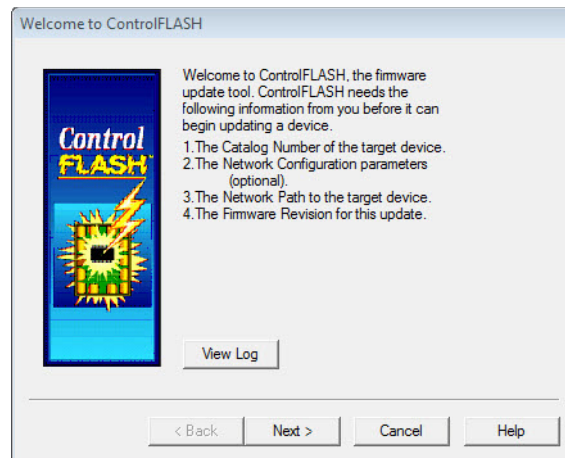 Welcome to ControlFLASH
Control
FLASH
Welcome to ControlFLASH, the firmware
update tool. ControlFLASH needs the
following information from you before it can
begin updating a device.
1.The Catalog Number of the target device.
2.The Network Configuration parameters
(optional).
3.The Network Path to the target device.
4.The Firmware Revision for this update.
View Log
< Back
Next >
Cancel
Help